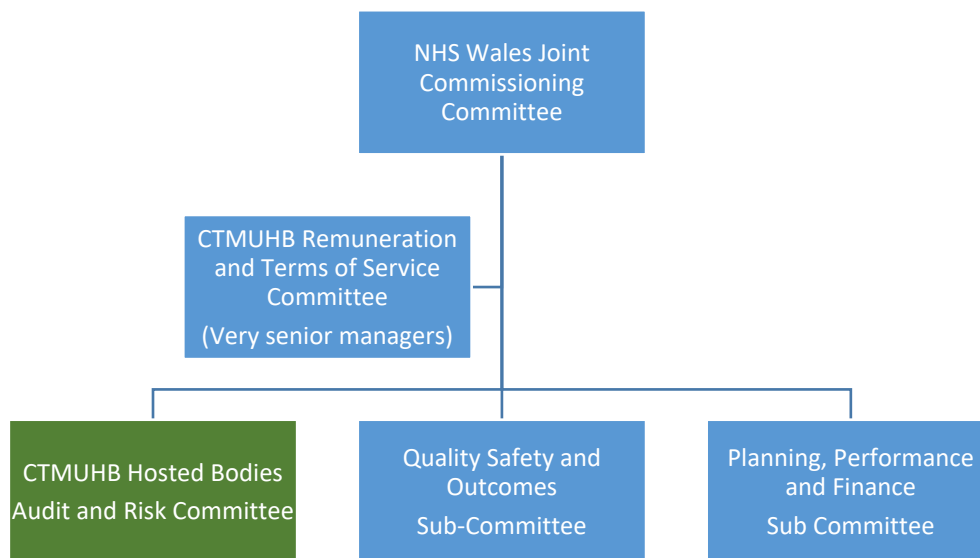 NHS Wales Joint
Commissioning
Committee
CTMUHB Remuneration
and Terms of Service
Committee
(Very senior managers)
CTMUHB Hosted Bodies
Audit and Risk Committee
Quality Safety and
Outcomes
Sub-Committee
Planning, Performance
and Finance
Sub Committee